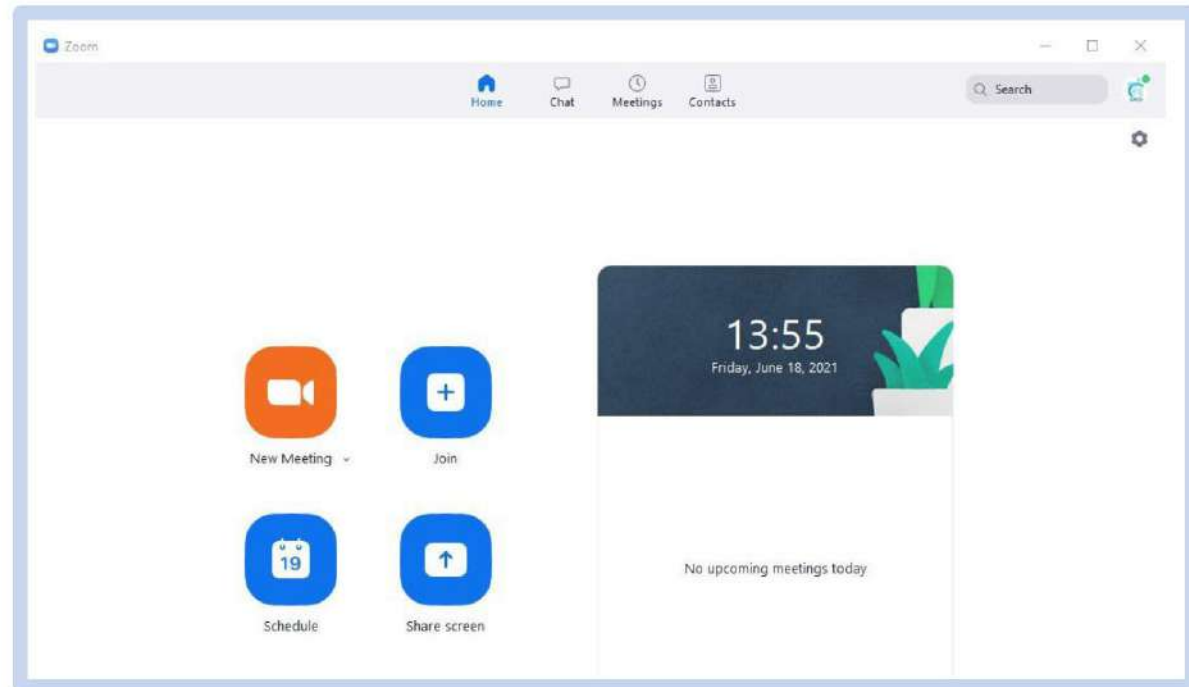 Zoom
Home Chat Meetings Contacts
Search
13:55
Friday, June 18, 2021
New Meeting Join
19
Schedule Share screen
No upcoming meetings today